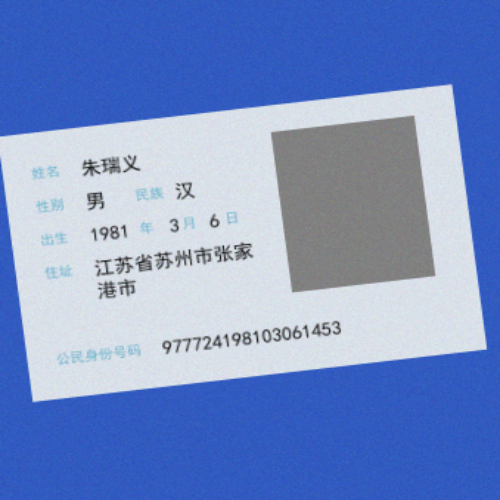 姓名 朱瑞义
性别 男 民族 汉
出生 1981 年 3 月 6 日
住址 江苏省苏州市张家
港市
公民身份号码 977724198103061453